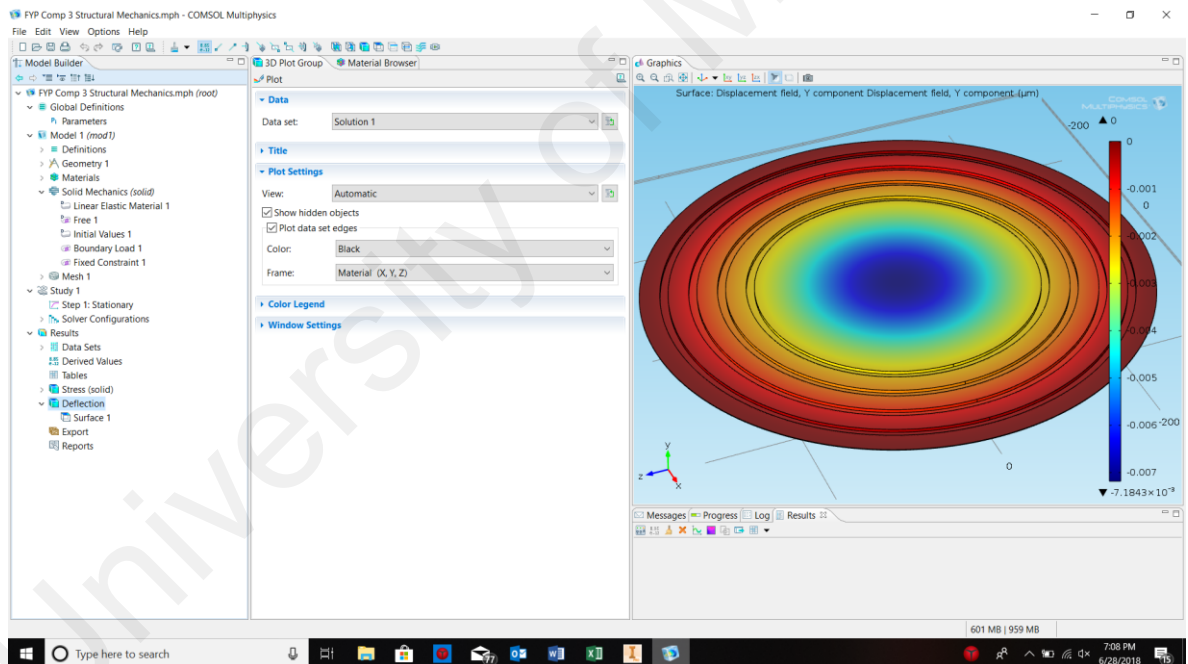 FYP Comp 3 Structural Mechanics.mph - COMSOL Multiphysics
File Edit View Options Help
Model Builder
FYP Comp 3 Structural Mechanics.mph (root)
Global Definitions
Parameters
Model 1 (mod1)
Definitions
Geometry 1
Materials
Solid Mechanics (solid)
Linear Elastic Material 1
Free 1
Initial Values 1
Boundary Load 1
Fixed Constraint 1
Mesh 1
Study 1
Step 1: Stationary
Solver Configurations
Results
Data Sets
Derived Values
Tables
Stress (solid)
Deflection
Surface 1
Export
Reports
3D Plot Group Material Browser
Plot
Data
Data set: Solution 1
Title
Plot Settings
View: Automatic
Show hidden objects
Plot data set edges
Color: Black
Frame: Material (X, Y, Z)
Color Legend
Window Settings
Graphics
Surface: Displacement field, Y component Displacement field, Y component (µm)
COMSOL
MULTIPHYSICS
-200
▲ 0
0
-0.001
0
-0.002
-0.003
-0.004
-0.005
-0.006
-200
-0.007
▼ -7.1843×10⁻³
0
y
z
x
Messages Progress Log Results
601 MB | 959 MB
Type here to search
77
7:08 PM
6/28/2018
15
University of M